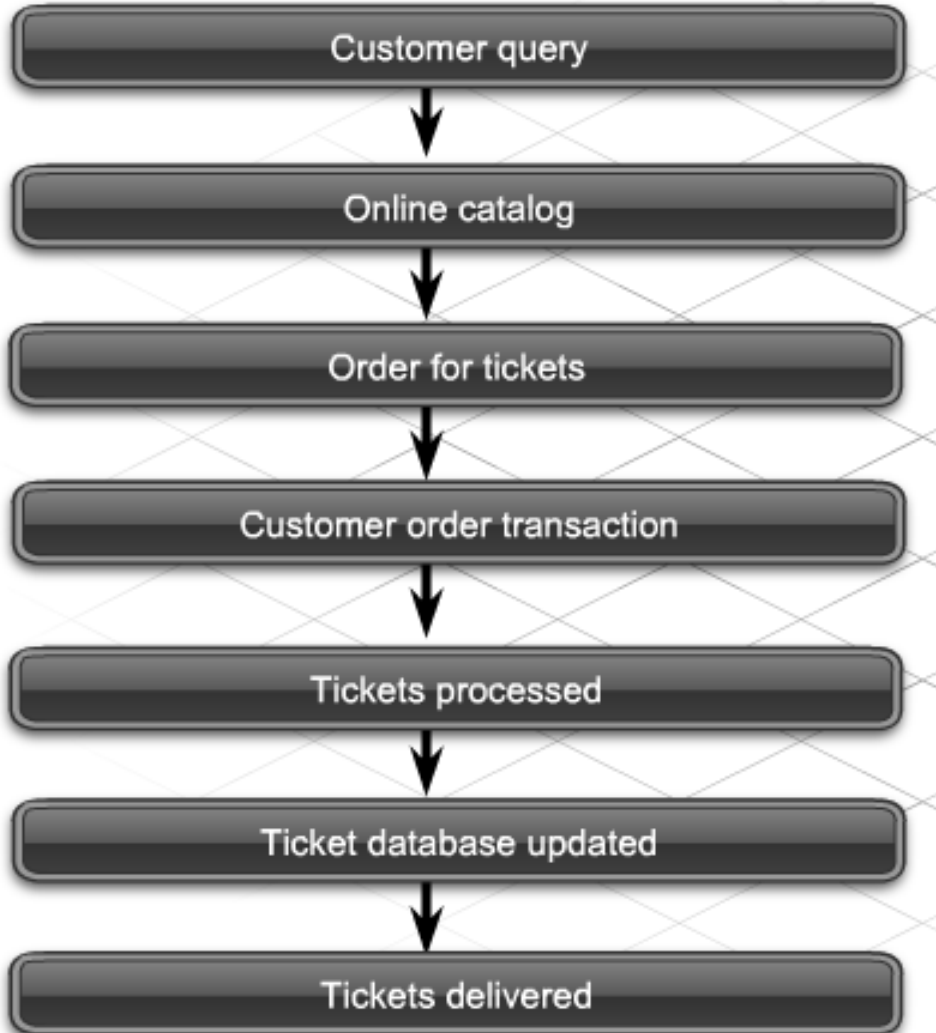 Customer query
Online catalog
Order for tickets
Customer order transaction
Tickets processed
Ticket database updated
Tickets delivered